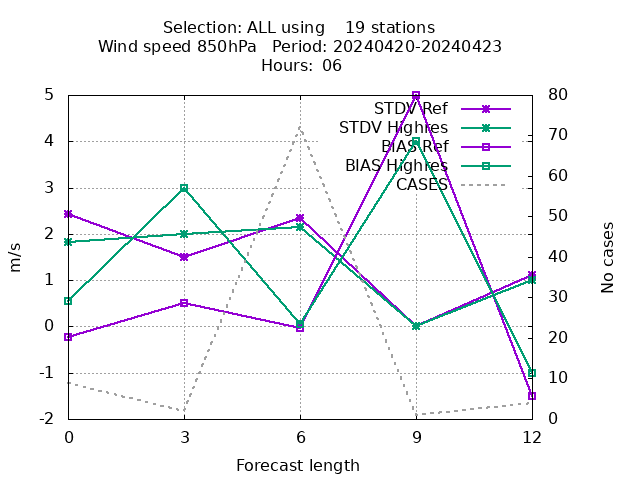 Selection: ALL using    19 stations
Wind speed 850hPa   Period: 20240420-20240423
Hours: 06
5
4
3
2
1
0
-1
-2
m/s
STDV Ref
STDV Highres
BIAS Ref
BIAS Highres
CASES
80
70
60
50
40
30
20
10
0
No cases
0 3 6 9 12
Forecast length